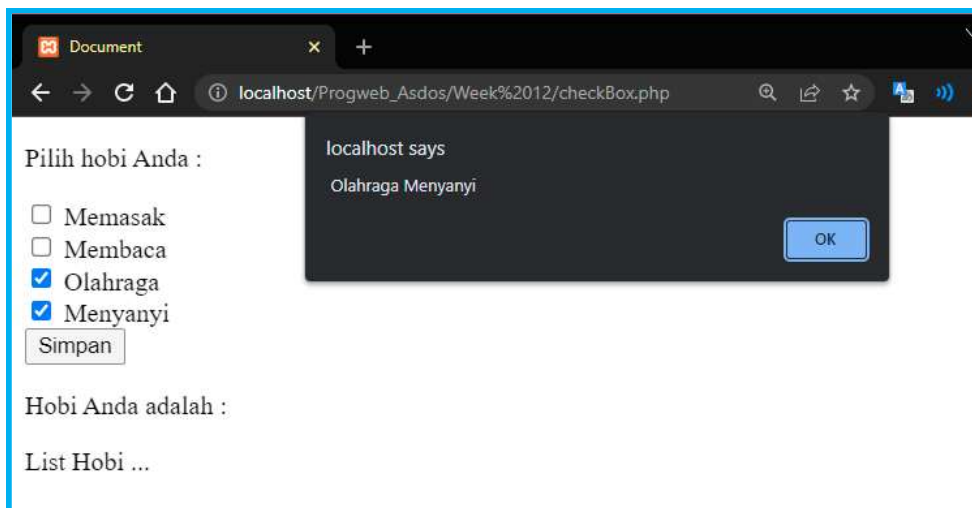 Document
localhost/Progweb_Asdos/Week%2012/checkBox.php
localhost says
Olahraga Menyanyi
OK
Pilih hobi Anda :
Memasak
Membaca
Olahraga
Menyanyi
Simpan
Hobi Anda adalah :
List Hobi ...